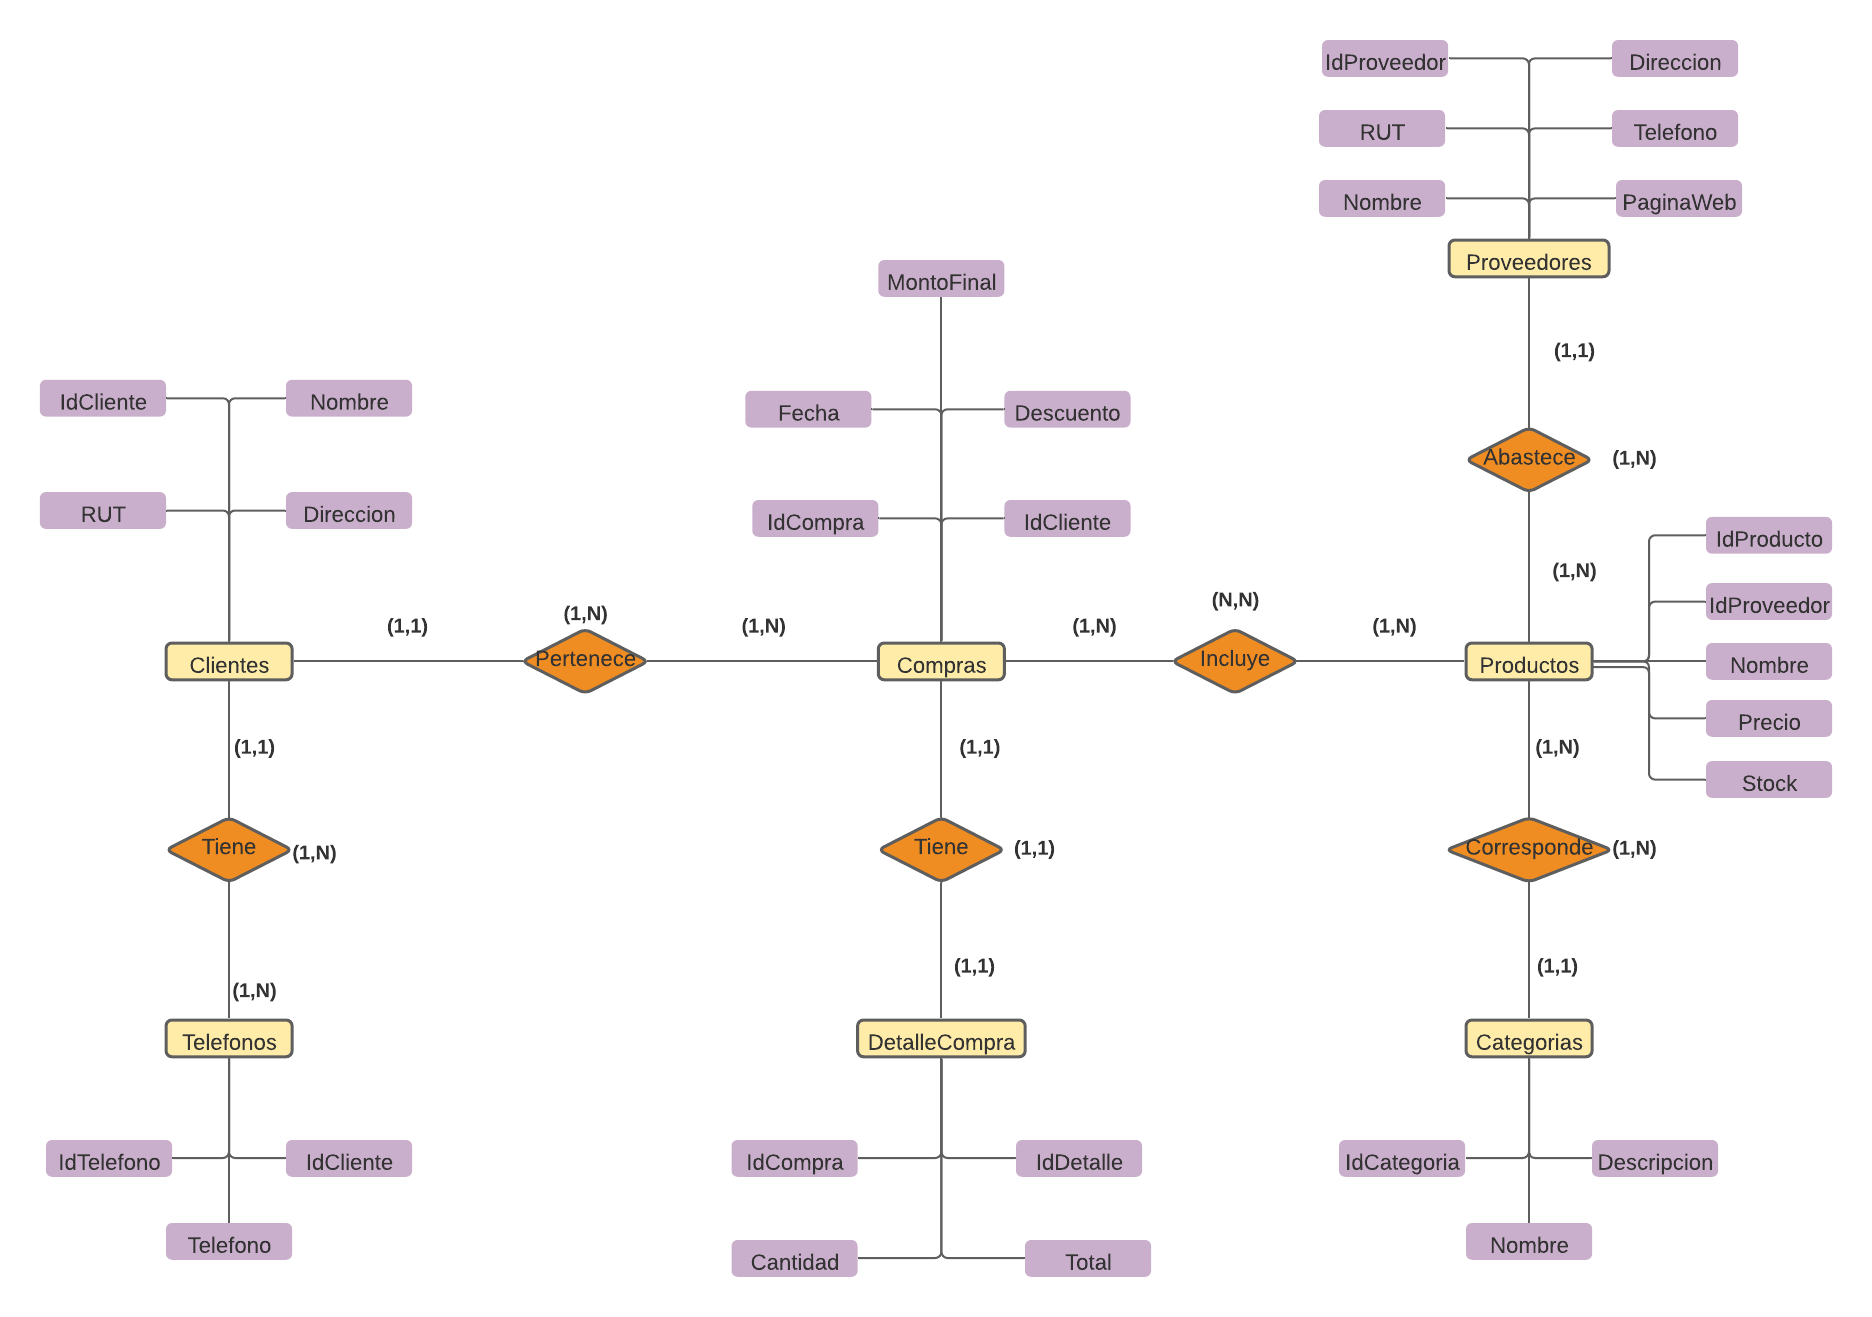 IdProveedor
Direccion
RUT
Telefono
Nombre
PaginaWeb
Proveedores
MontoFinal
(1,1)
IdCliente
Nombre
Fecha
Descuento
Abastece
(1,N)
RUT
Direccion
IdCompra
IdCliente
IdProducto
(1,N)
IdProveedor
(1,1)
(1,N)
(1,N)
(1,N)
(N,N)
(1,N)
Clientes
Pertenece
Compras
Incluye
Productos
Nombre
Precio
(1,1)
(1,1)
(1,N)
Stock
Tiene
(1,N)
Tiene
(1,1)
Corresponde
(1,N)
(1,N)
(1,1)
(1,1)
Telefonos
DetalleCompra
Categorias
IdTelefono
IdCliente
IdCompra
IdDetalle
IdCategoria
Descripcion
Telefono
Cantidad
Total
Nombre